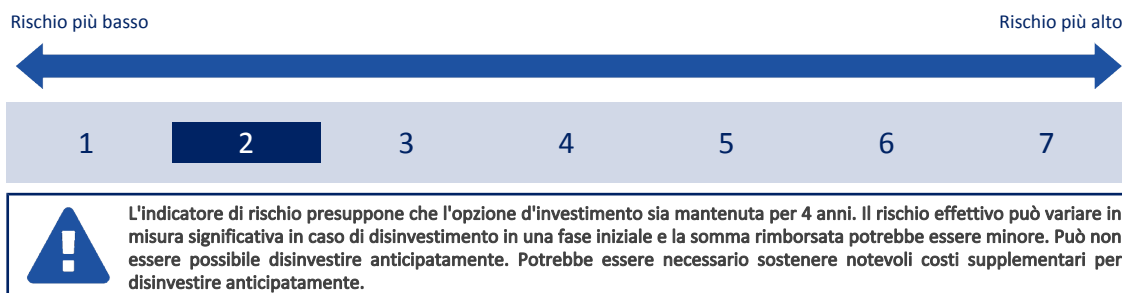 Rischio più basso Rischio più alto
1 2 3 4 5 6 7
L'indicatore di rischio presuppone che l'opzione d'investimento sia mantenuta per 4 anni. Il rischio effettivo può variare in
misura significativa in caso di disinvestimento in una fase iniziale e la somma rimborsata potrebbe essere minore. Può non
essere possibile disinvestire anticipatamente. Potrebbe essere necessario sostenere notevoli costi supplementari per
disinvestire anticipatamente.